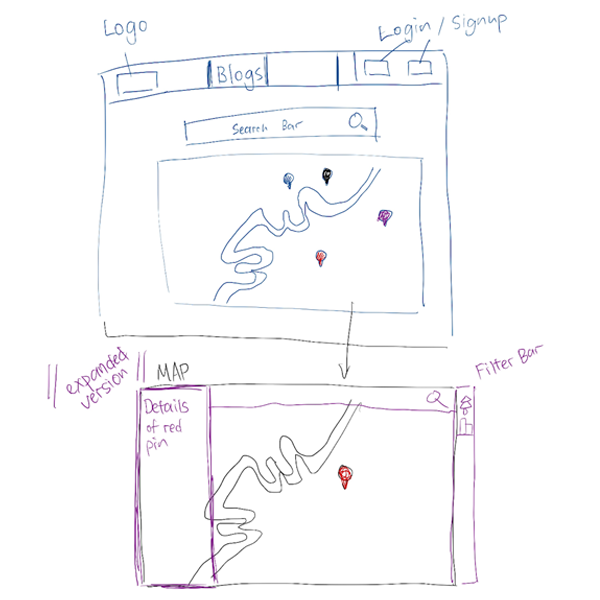 Logo
Login / Signup
Blogs
Search Bar
expanded
version
MAP
Filter Bar
Details
of red
pin